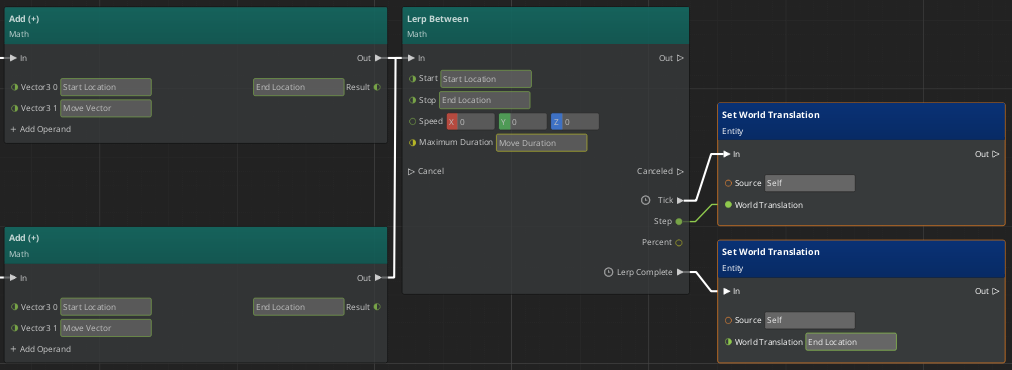 Add (+)
Math
In
Out
Vector3 0 Start Location
End Location Result
Vector3 1 Move Vector
+ Add Operand
Add (+)
Math
In
Out
Vector3 0 Start Location
End Location Result
Vector3 1 Move Vector
+ Add Operand
Lerp Between
Math
In
Out
Start Start Location
Stop End Location
Speed X 0 Y 0 Z 0
Maximum Duration Move Duration
Cancel
Canceled
Tick
Step
Percent
Lerp Complete
Set World Translation
Entity
In
Out
Source Self
World Translation
Set World Translation
Entity
In
Out
Source Self
World Translation End Location